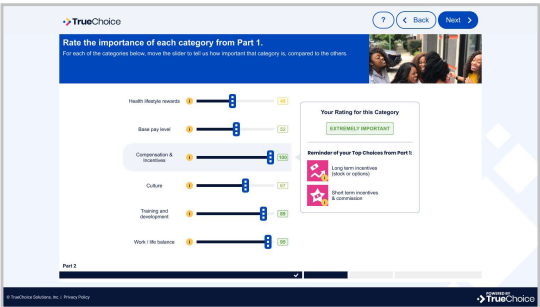 TrueChoice
?
Back
Next
Rate the importance of each category from Part 1.
For each of the categories below, move the slider to tell us how important that category is, compared to the others.
Health lifestyle rewards
Base pay level
52
Compensation &
Incentives
100
Culture
Training and
development
Work / life balance
Your Rating for this Category
EXTREMELY IMPORTANT
Reminder of your Top Choices from Part 1:
Long term incentives
(stock or options)
Short term incentives
& commission
Part 2
© TrueChoice Solutions, Inc. | Privacy Policy
POWERED BY
TrueChoice